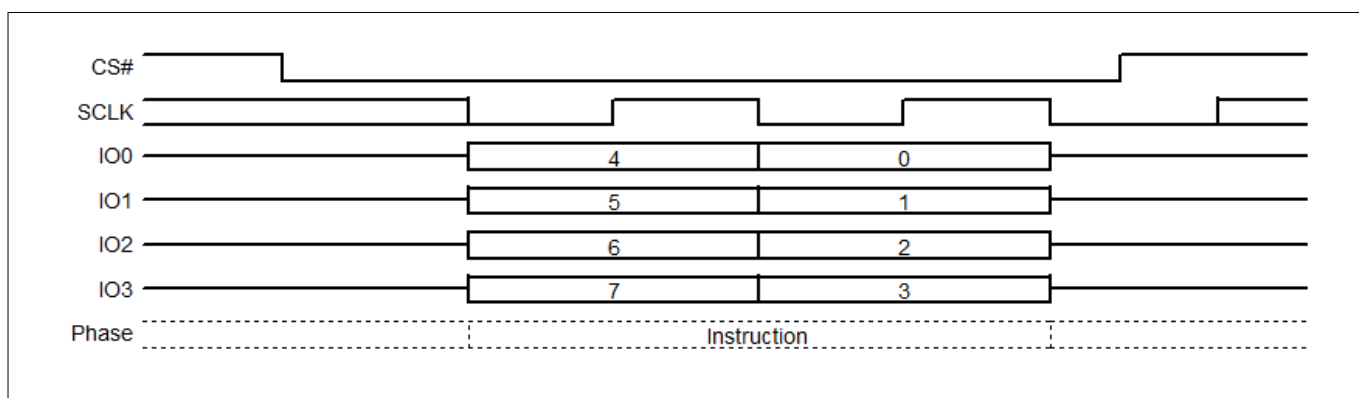 CS#
SCLK
IO0 4 0
IO1 5 1
IO2 6 2
IO3 7 3
Phase Instruction